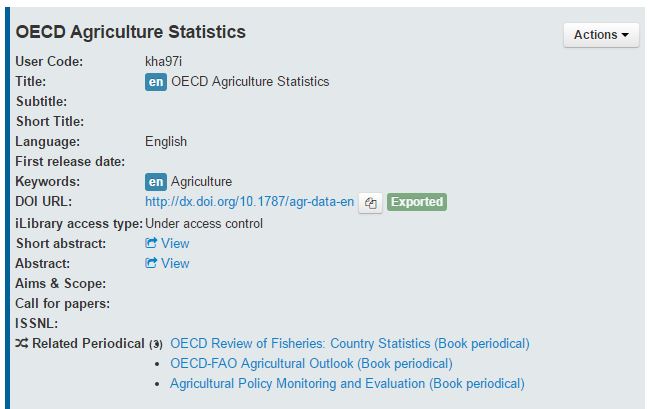 OECD Agriculture Statistics
Actions
User Code: kha97i
Title: en OECD Agriculture Statistics
Subtitle:
Short Title:
Language: English
First release date:
Keywords: en Agriculture
DOI URL: http://dx.doi.org/10.1787/agr-data-en Exported
iLibrary access type: Under access control
Short abstract: View
Abstract: View
Aims & Scope:
Call for papers:
ISSNL:
Related Periodical (3) • OECD Review of Fisheries: Country Statistics (Book periodical)
• OECD-FAO Agricultural Outlook (Book periodical)
• Agricultural Policy Monitoring and Evaluation (Book periodical)